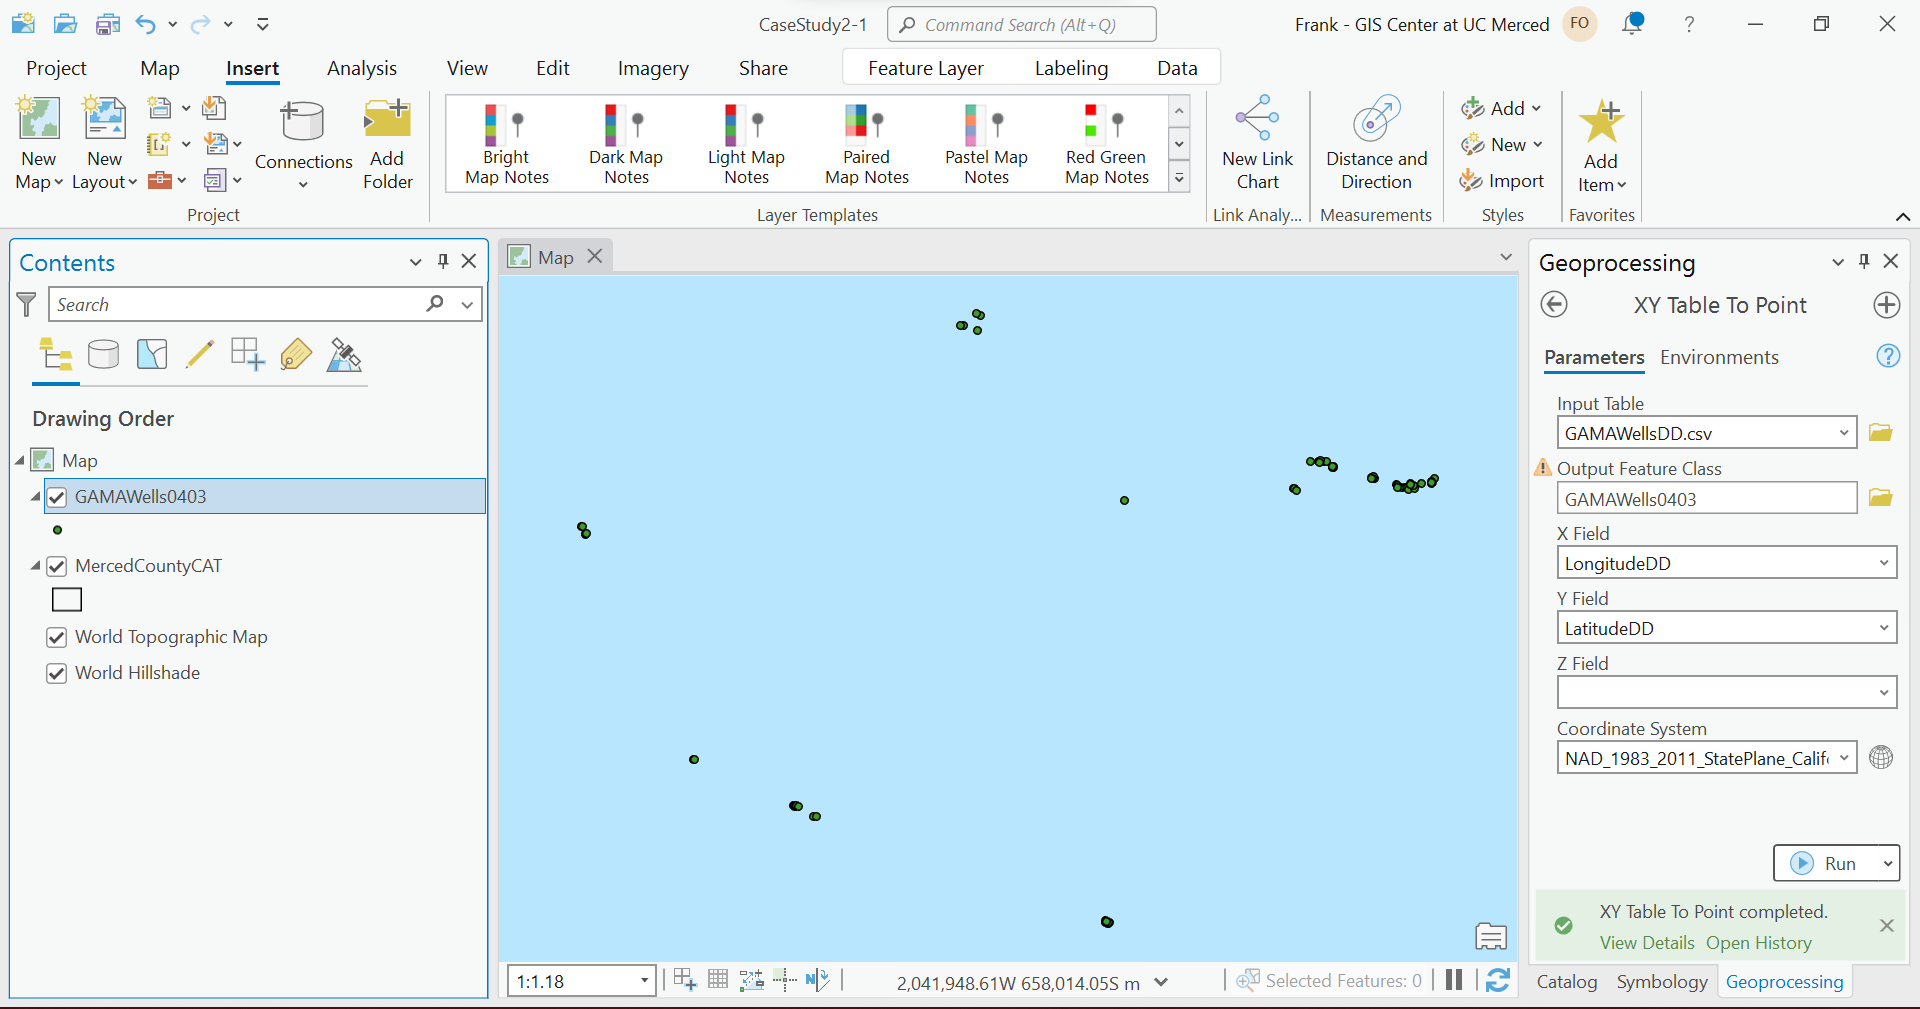 CaseStudy2-1
Command Search (Alt+Q)
Frank - GIS Center at UC Merced
FO
?
Project
Map
Insert
Analysis
View
Edit
Imagery
Share
Feature Layer
Labeling
Data
New Map
New Layout
Connections
Add Folder
Project
Bright Map Notes
Dark Map Notes
Light Map Notes
Paired Map Notes
Pastel Map Notes
Red Green Map Notes
Layer Templates
New Link Chart
Link Analy...
Distance and Direction
Measurements
Add
New
Import
Styles
Add Item
Favorites
Contents
Search
Drawing Order
Map
GAMAWells0403
MercedCountyCAT
World Topographic Map
World Hillshade
Map
1:1.18
N
2,041,948.61W 658,014.05S m
Selected Features: 0
Geoprocessing
XY Table To Point
Parameters
Environments
?
Input Table
GAMAWellsDD.csv
Output Feature Class
GAMAWells0403
X Field
LongitudeDD
Y Field
LatitudeDD
Z Field
Coordinate System
NAD_1983_2011_StatePlane_Calif
Run
XY Table To Point completed.
View Details
Open History
Catalog
Symbology
Geoprocessing